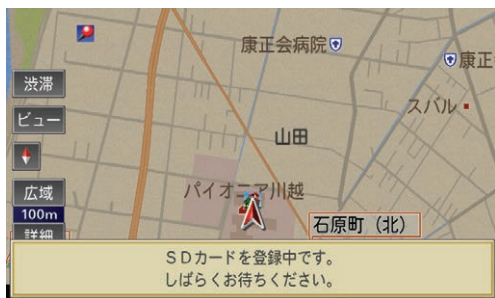 康正会病院
康正
渋滞
スバル
ビュー
山田
広域
パイオニア川越
100m
石原町（北）
詳細
ＳＤカードを登録中です。
しばらくお待ちください。